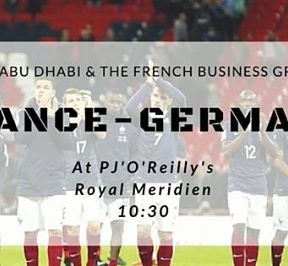 ABU DHABI & THE FRENCH BUSINESS GR
ANCE-GERMA
At PJ'O'Reilly's
Royal Meridien
10:30
17
12